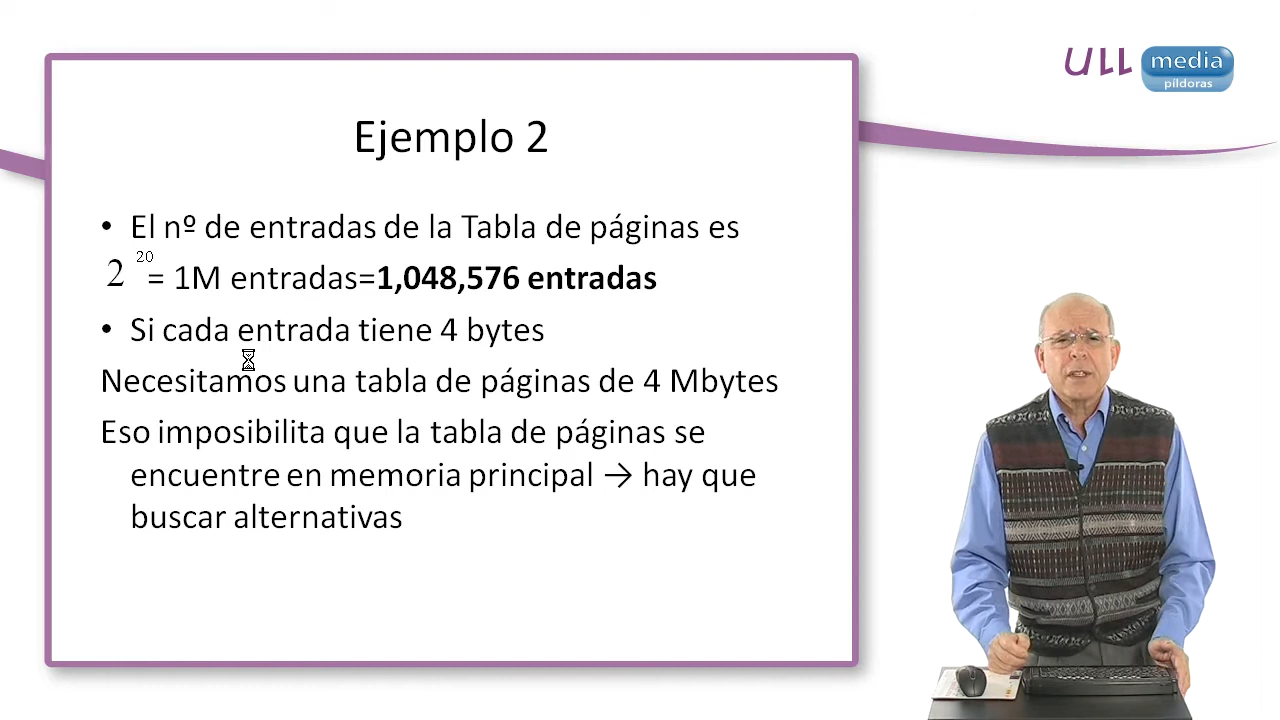 ULL media
píldoras
Ejemplo 2
• El nº de entradas de la Tabla de páginas es
2 20 = 1M entradas=1,048,576 entradas
• Si cada entrada tiene 4 bytes
Necesitamos una tabla de páginas de 4 Mbytes
Eso imposibilita que la tabla de páginas se
encuentre en memoria principal → hay que
buscar alternativas